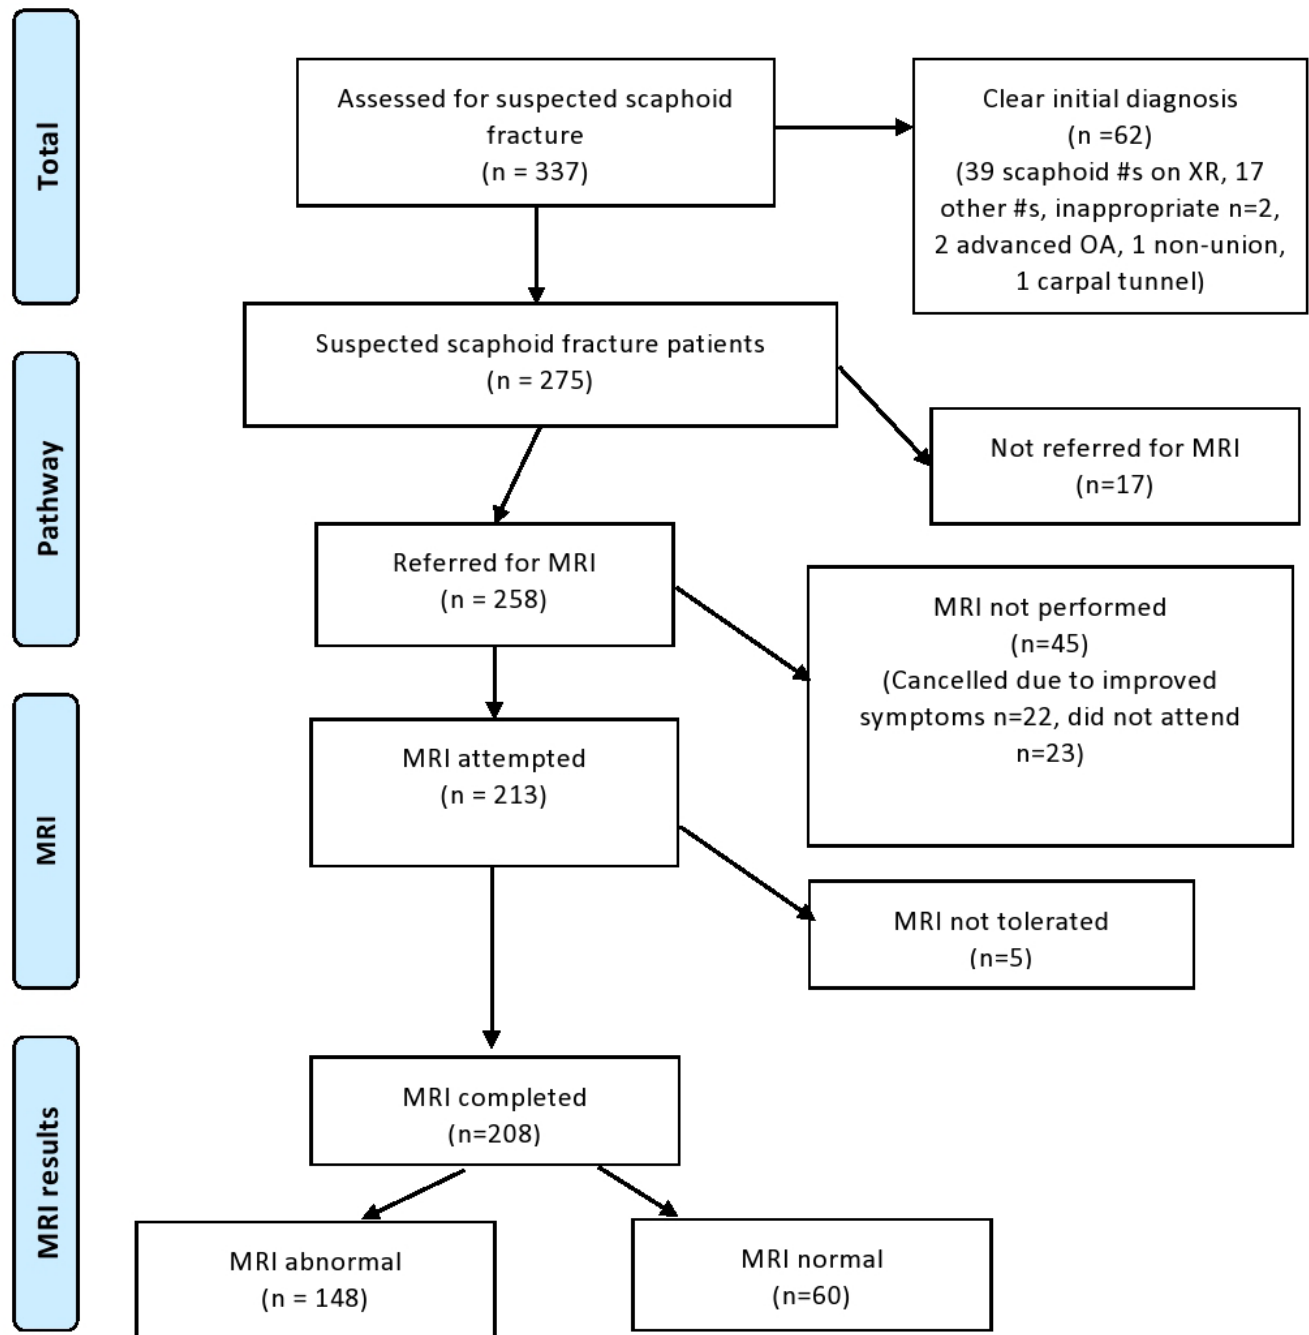 Total
Assessed for suspected scaphoid
fracture
(n = 337)
Clear initial diagnosis
(n =62)
(39 scaphoid #s on XR, 17
other #s, inappropriate n=2,
2 advanced OA, 1 non-union,
1 carpal tunnel)
Pathway
Suspected scaphoid fracture patients
(n = 275)
Not referred for MRI
(n=17)
Referred for MRI
(n = 258)
MRI not performed
(n=45)
(Cancelled due to improved
symptoms n=22, did not attend
n=23)
MRI
MRI attempted
(n = 213)
MRI not tolerated
(n=5)
MRI results
MRI completed
(n=208)
MRI abnormal
(n = 148)
MRI normal
(n=60)